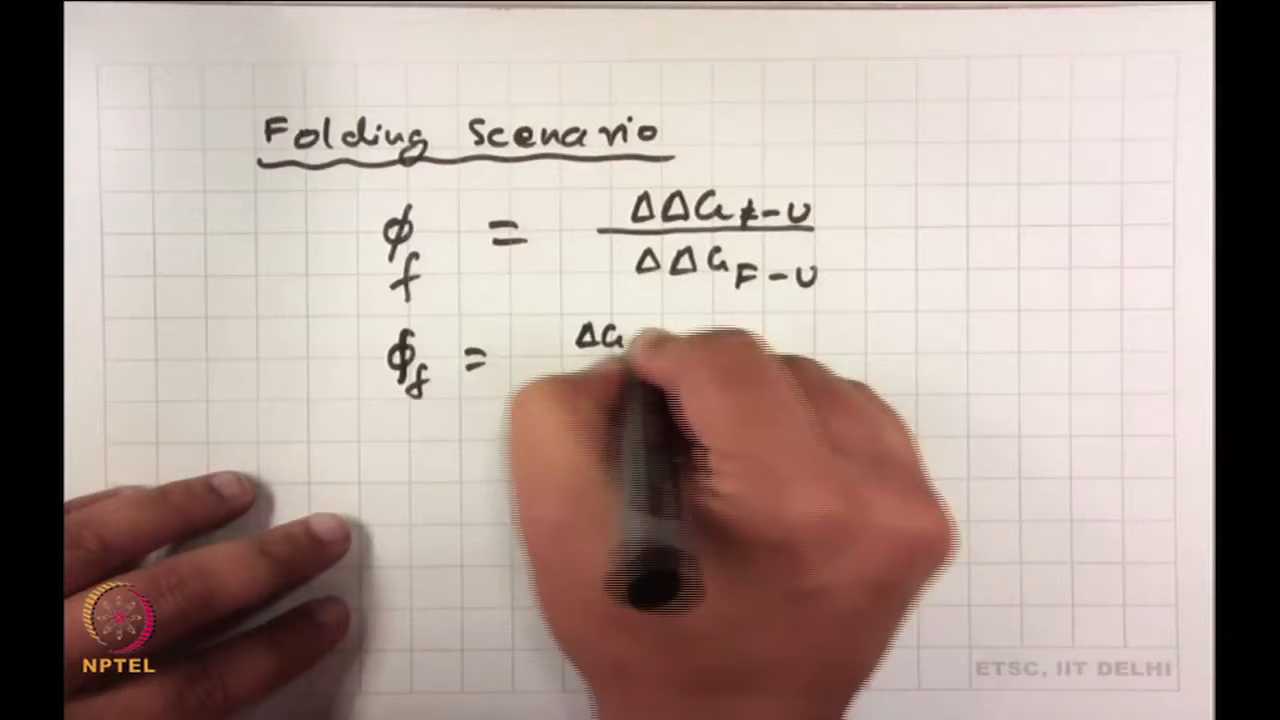 Folding Scenario
ϕf = ΔΔG≠-U
ΔΔGF-U
ϕf = ΔG
NPTEL
ETSC, IIT DELHI